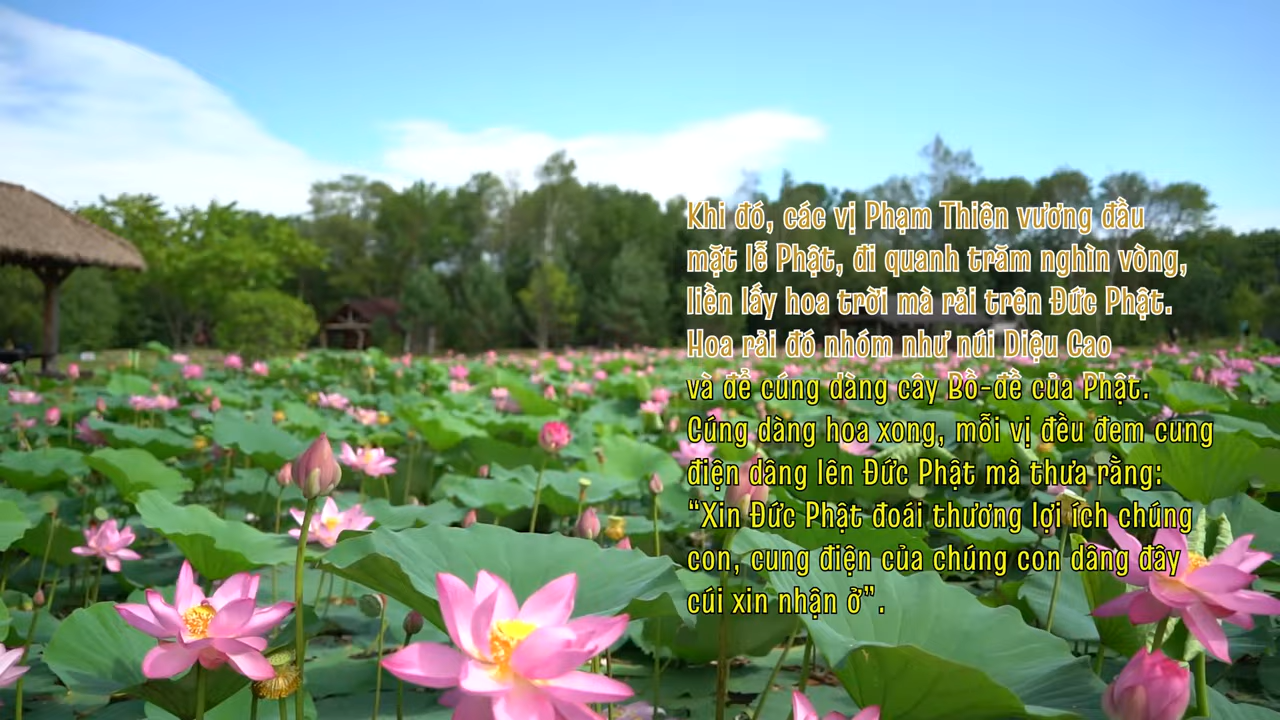 Khi đó, các vị Phạm Thiên vương đầu
mặt lễ Phật, đi quanh trăm nghìn vòng,
liền lấy hoa trời mà rải trên Đức Phật.
Hoa rải đó nhóm như núi Diệu Cao
và để cúng dàng cây Bồ-đề của Phật.
Cúng dàng hoa xong, mỗi vị đều đem cung
điện dâng lên Đức Phật mà thưa rằng:
“Xin Đức Phật đoái thương lợi ích chúng
con, cung điện của chúng con dâng đây
cúi xin nhận ở”.